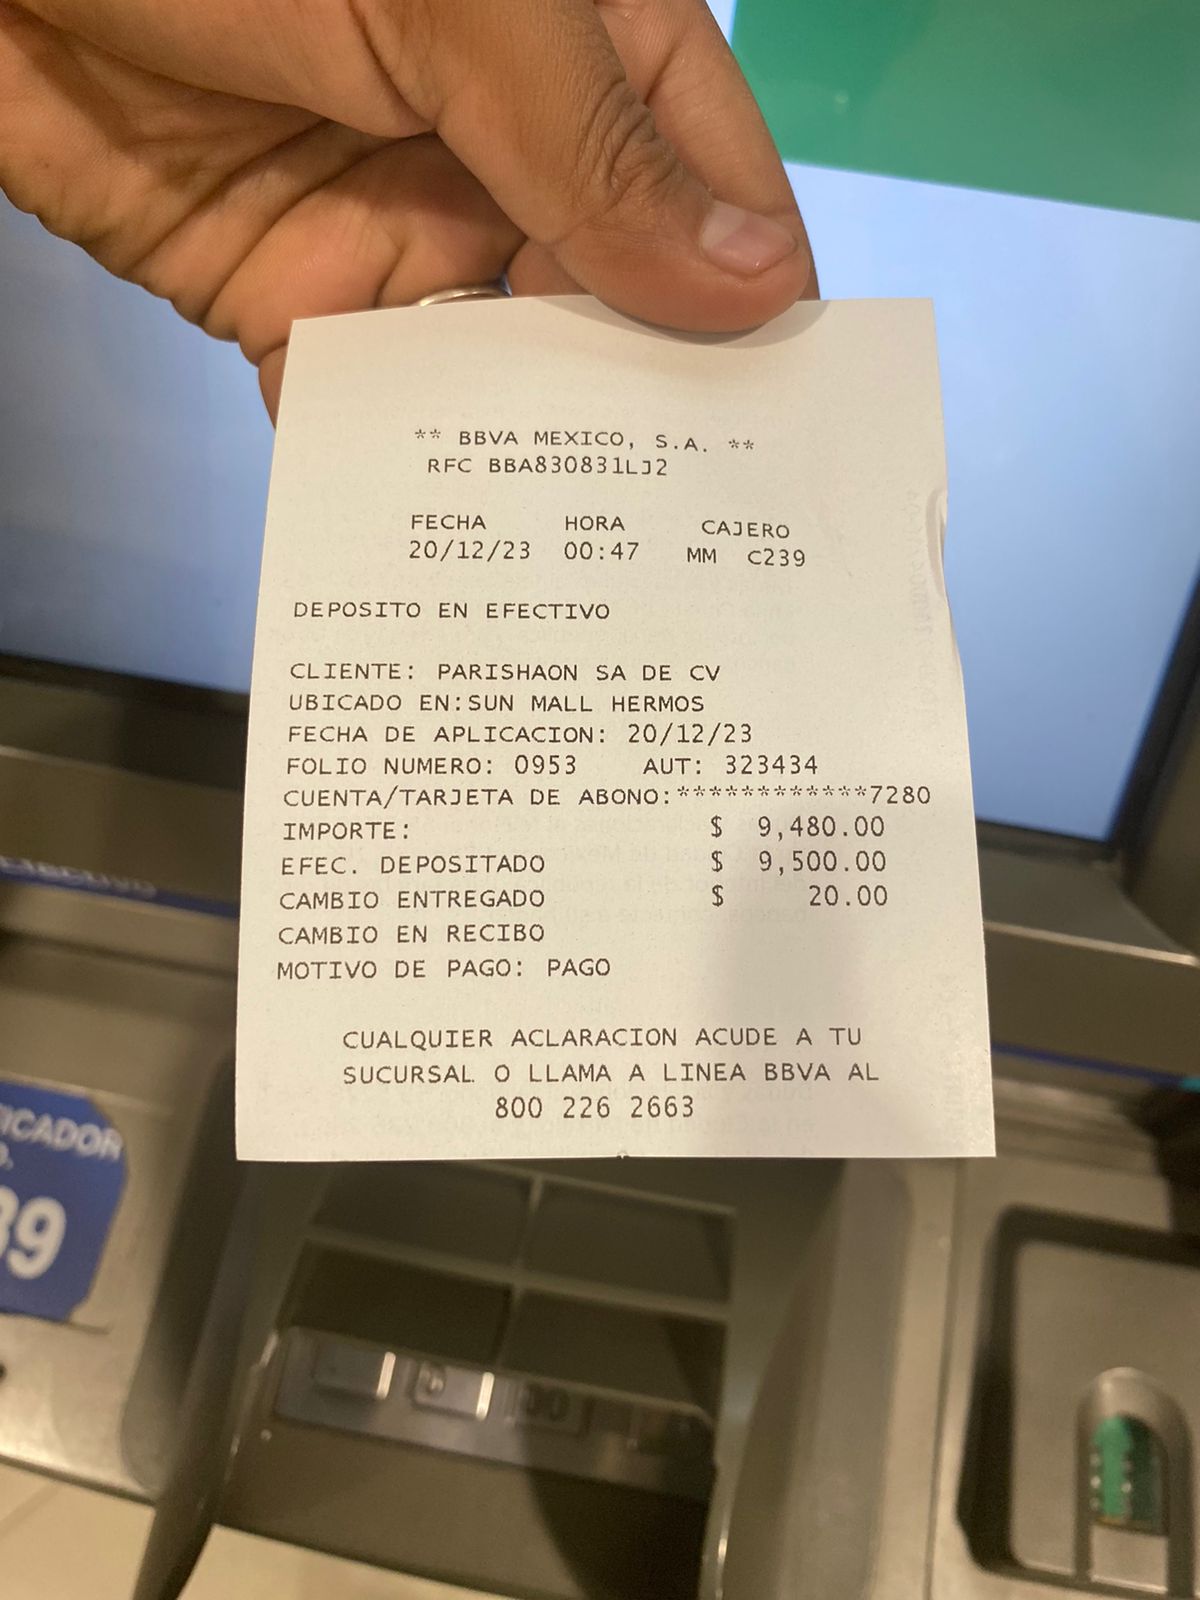 ** BBVA MEXICO, S.A. **
RFC BBA830831LJ2
FECHA HORA CAJERO
20/12/23 00:47 MM C239
DEPOSITO EN EFECTIVO
CLIENTE: PARISHAON SA DE CV
UBICADO EN:SUN MALL HERMOS
FECHA DE APLICACION: 20/12/23
FOLIO NUMERO: 0953 AUT: 323434
CUENTA/TARJETA DE ABONO:************7280
IMPORTE: $ 9,480.00
EFEC. DEPOSITADO $ 9,500.00
CAMBIO ENTREGADO $ 20.00
CAMBIO EN RECIBO
MOTIVO DE PAGO: PAGO
CUALQUIER ACLARACION ACUDE A TU
SUCURSAL O LLAMA A LINEA BBVA AL
800 226 2663
ICADOR
39